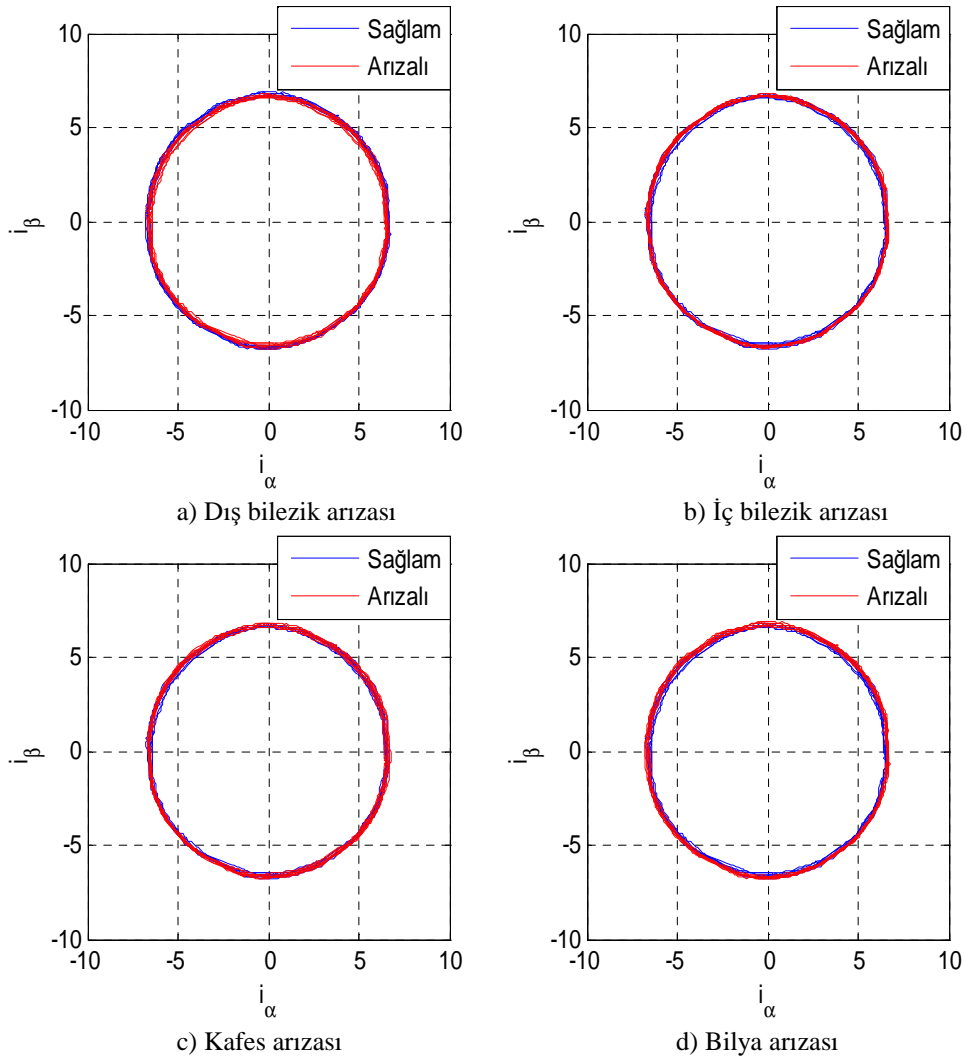 10
Sağlam
Arızalı
5
0
-5
-10
iβ
-10 -5 0 5 10
iα
a) Dış bilezik arızası
10
Sağlam
Arızalı
5
0
-5
-10
iβ
-10 -5 0 5 10
iα
b) İç bilezik arızası
10
Sağlam
Arızalı
5
0
-5
-10
iβ
-10 -5 0 5 10
iα
c) Kafes arızası
10
Sağlam
Arızalı
5
0
-5
-10
iβ
-10 -5 0 5 10
iα
d) Bilya arızası